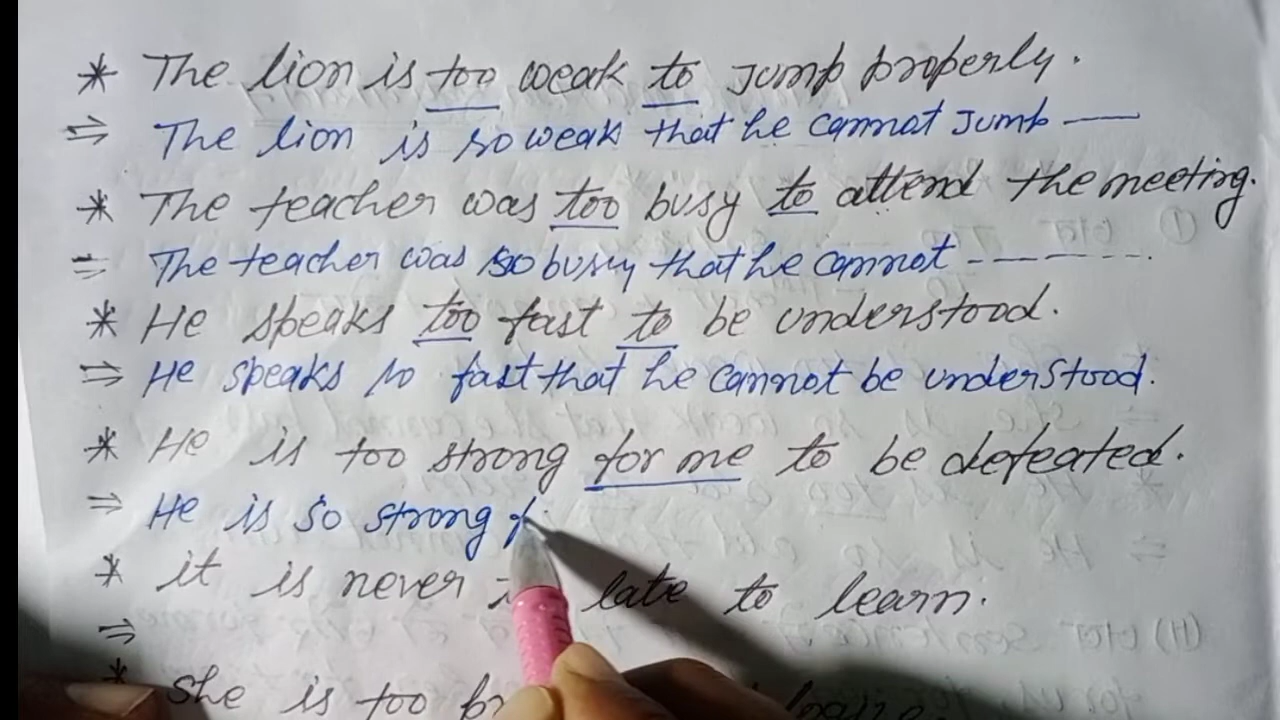 * The lion is too weak to Jump properly.
⇒ The lion is so weak that he cannot Jump —
* The teacher was too busy to attend the meeting.
⇒ The teacher was so busy that he cannot - — — - - -.
* He speaks too fast to be understood.
⇒ He speaks so fast that he cannot be understood.
* He is too strong for me to be defeated.
⇒ He is so strong
* it is never late to learn.
⇒
* She is too